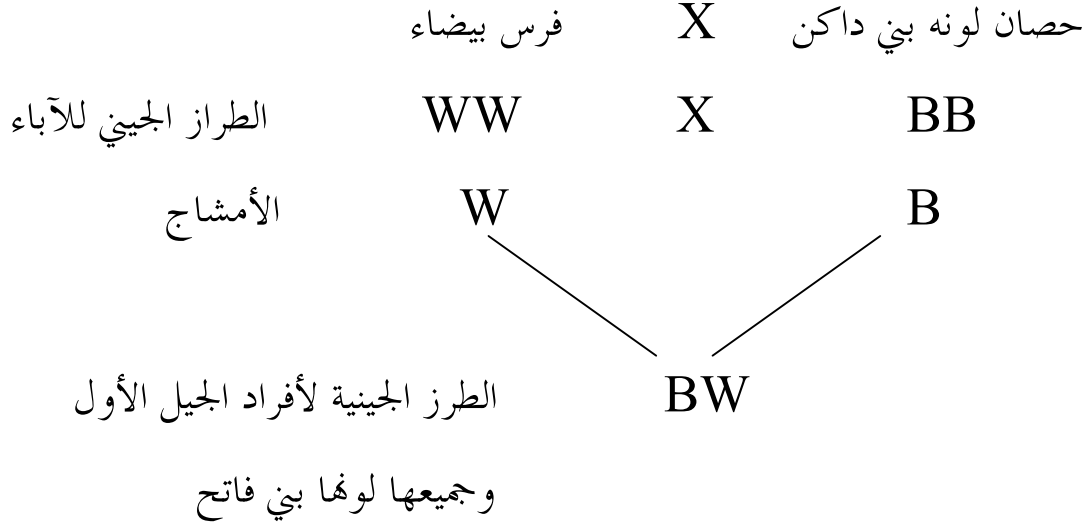 حصان لونه بني داكن X فرس بيضاء
BB X WW الطراز الجيني للآباء
B W الأمشاج
BW الطرز الجينية لأفراد الجيل الأول
وجميعها لونها بني فاتح